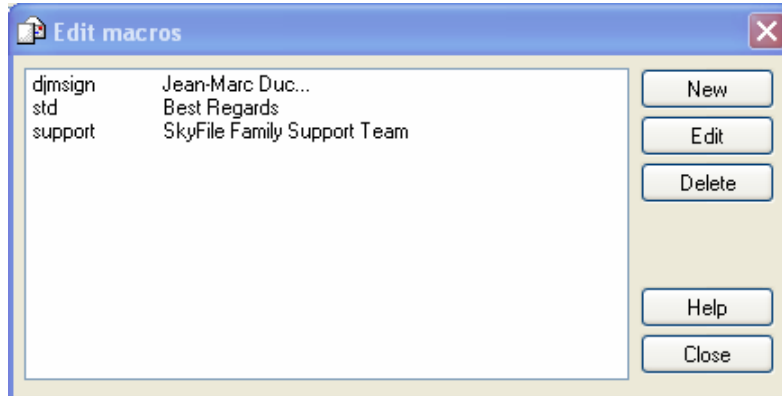 Edit macros
djmsign Jean-Marc Duc...
std Best Regards
support SkyFile Family Support Team
New
Edit
Delete
Help
Close